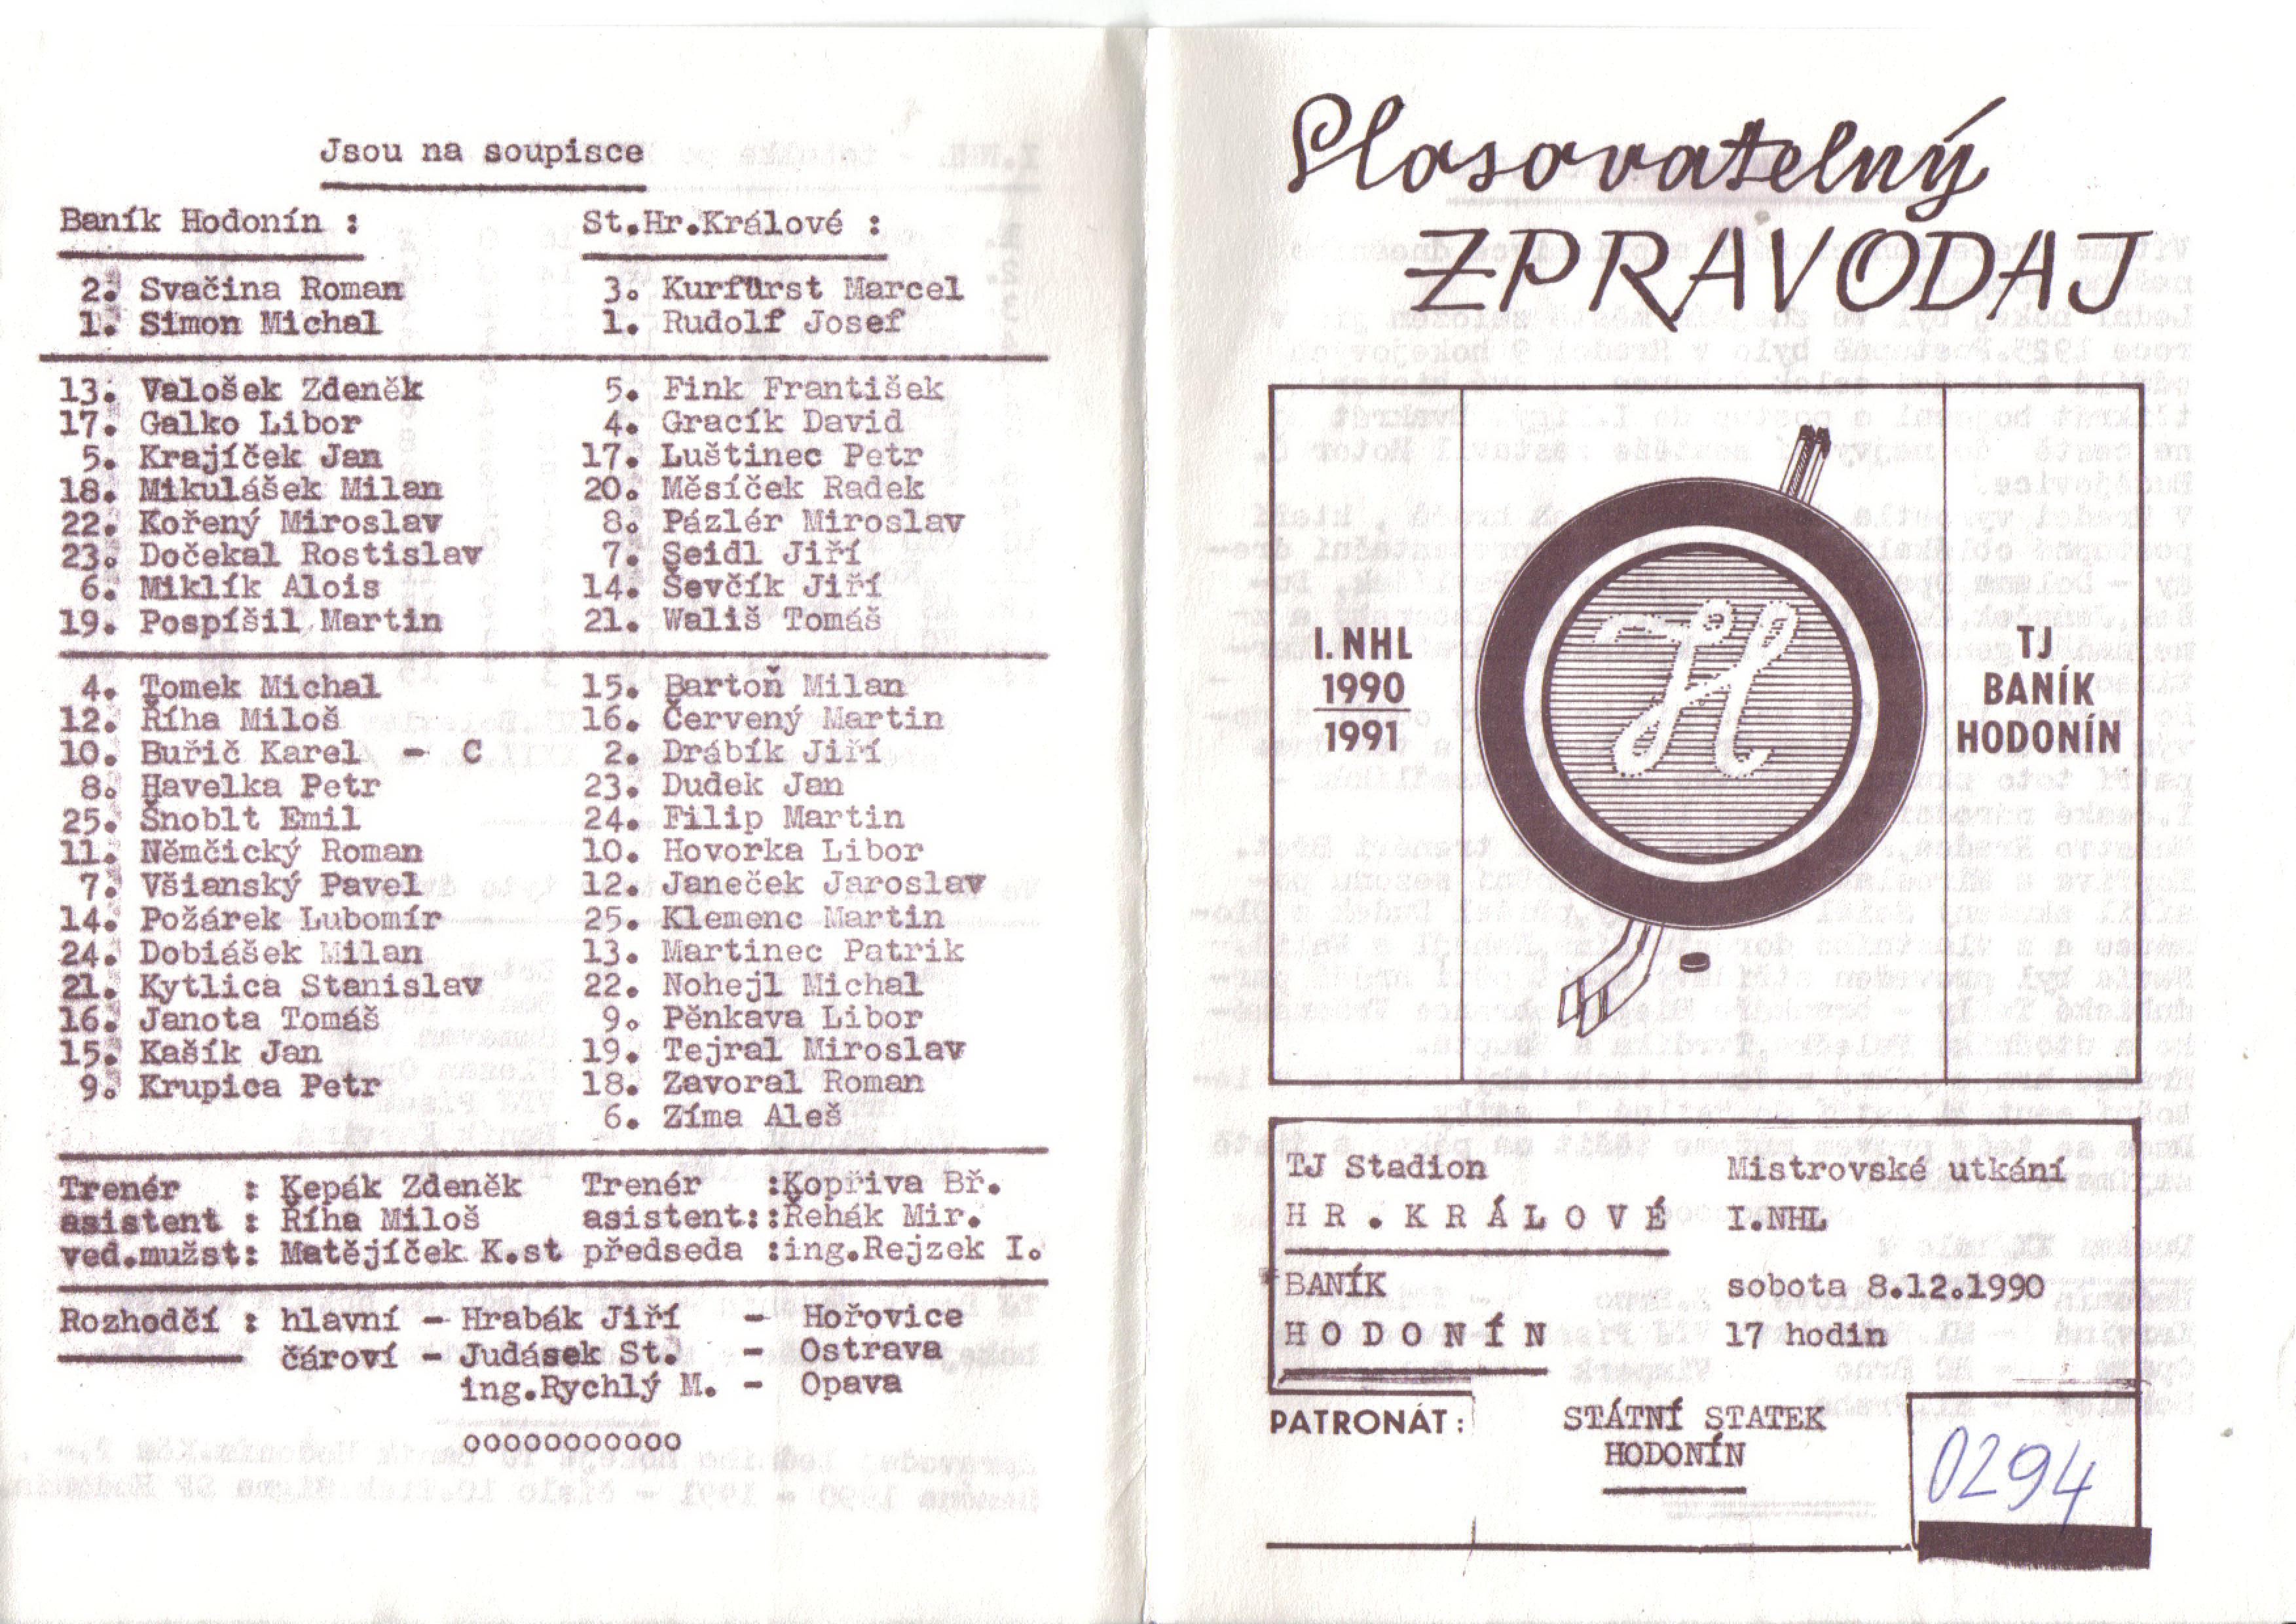 Jsou na soupisce
Baník Hodonín : St.Hr.Králové :
2. Svačina Roman 3. Kurfürst Marcel
1. Simon Michal 1. Rudolf Josef
13. Valošek Zdeněk 5. Fink František
17. Galko Libor 4. Gracík David
5. Krajíček Jan 17. Luštinec Petr
18. Mikulášek Milan 20. Měsíček Radek
22. Kořený Miroslav 8. Pázlér Miroslav
23. Dočekal Rostislav 7. Seidl Jiří
6. Miklík Alois 14. Ševčík Jiří
19. Pospíšil Martin 21. Wališ Tomáš
4. Tomek Michal 15. Bartoň Milan
12. Říha Miloš 16. Červený Martin
10. Buřič Karel - C 2. Drábík Jiří
8. Havelka Petr 23. Dudek Jan
25. Šnoblt Emil 24. Filip Martin
11. Němčický Roman 10. Hovorka Libor
7. Všianský Pavel 12. Janeček Jaroslav
14. Požárek Lubomír 25. Klemenc Martin
24. Dobiášek Milan 13. Martinec Patrik
21. Kytlica Stanislav 22. Nohejl Michal
16. Janota Tomáš 9. Pěnkava Libor
15. Kašík Jan 19. Tejral Miroslav
9. Krupica Petr 18. Zavoral Roman
6. Zíma Aleš
Trenér : Kepák Zdeněk Trenér :Kopřiva Bř.
asistent : Říha Miloš asistent::Řehák Mir.
ved.mužst: Matějíček K.st předseda :ing.Rejzek I.
Rozhodčí : hlavní - Hrabák Jiří - Hořovice
čároví - Judásek St. - Ostrava
ing.Rychlý M. - Opava
ooooooooooo
Slosovatelný
ZPRAVODAJ
I. NHL
1990
1991
H
TJ
BANÍK
HODONÍN
TJ Stadion Mistrovské utkání
HR.KRÁLOVÉ I.NHL
BANÍK sobota 8.12.1990
HODONÍN 17 hodin
PATRONÁT: STÁTNÍ STATEK
HODONÍN
0294